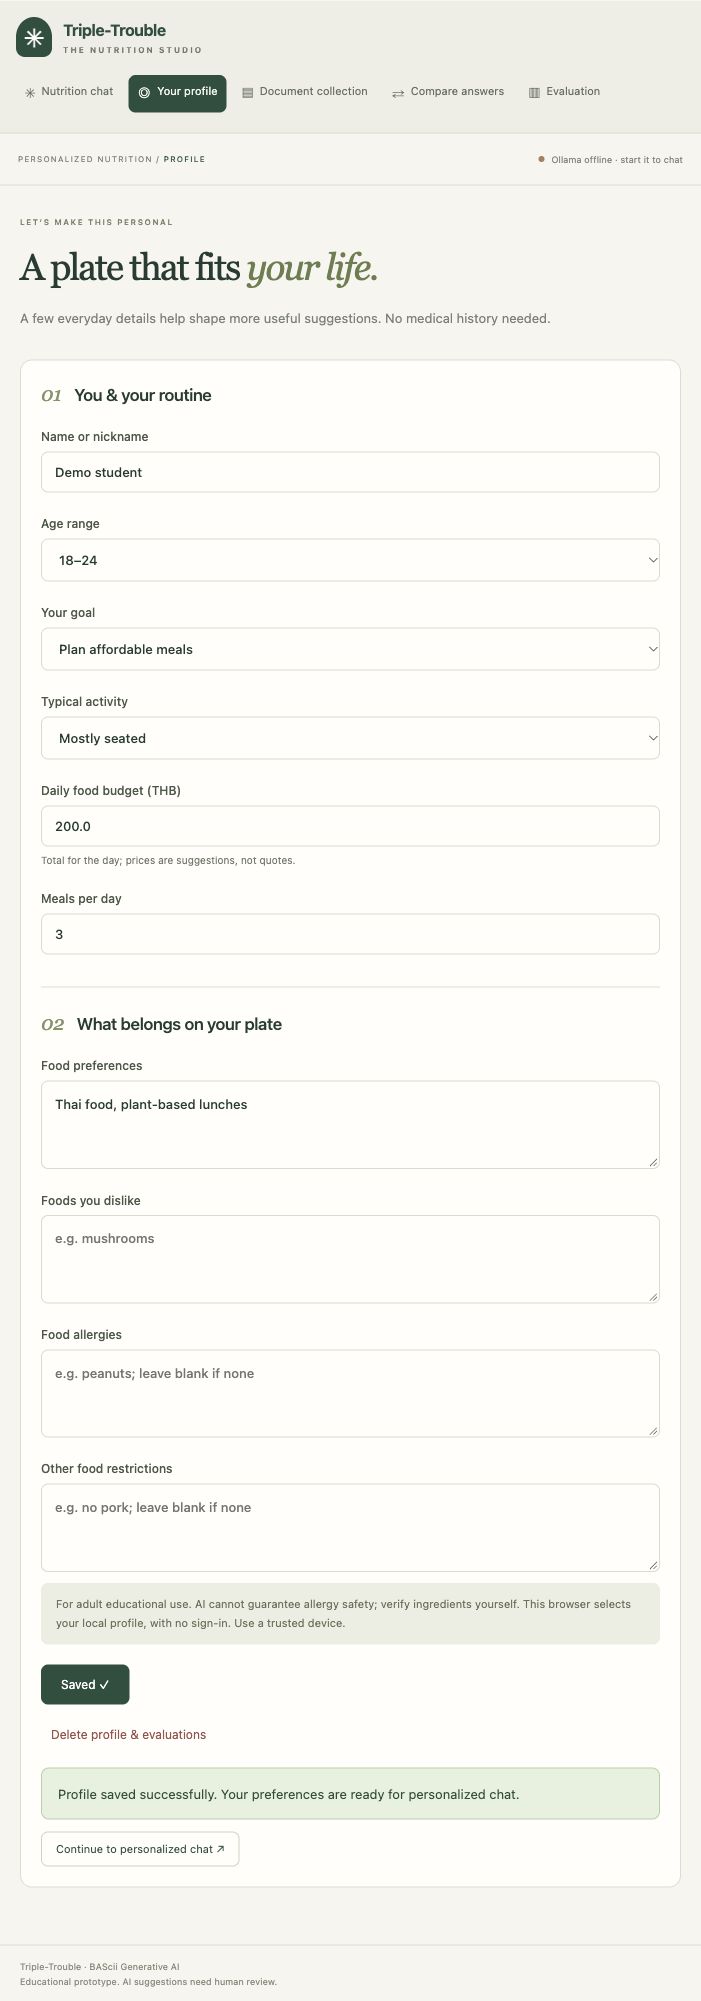 Triple-Trouble
THE NUTRITION STUDIO
Nutrition chat
Your profile
Document collection
Compare answers
Evaluation
PERSONALIZED NUTRITION / PROFILE
Ollama offline · start it to chat
LET'S MAKE THIS PERSONAL
A plate that fits your life.
A few everyday details help shape more useful suggestions. No medical history needed.
01 You & your routine
Name or nickname
Demo student
Age range
18–24
Your goal
Plan affordable meals
Typical activity
Mostly seated
Daily food budget (THB)
200.0
Total for the day; prices are suggestions, not quotes.
Meals per day
3
02 What belongs on your plate
Food preferences
Thai food, plant-based lunches
Foods you dislike
e.g. mushrooms
Food allergies
e.g. peanuts; leave blank if none
Other food restrictions
e.g. no pork; leave blank if none
For adult educational use. AI cannot guarantee allergy safety; verify ingredients yourself. This browser selects
your local profile, with no sign-in. Use a trusted device.
Saved ✓
Delete profile & evaluations
Profile saved successfully. Your preferences are ready for personalized chat.
Continue to personalized chat ↗
Triple-Trouble · BAScii Generative AI
Educational prototype. AI suggestions need human review.